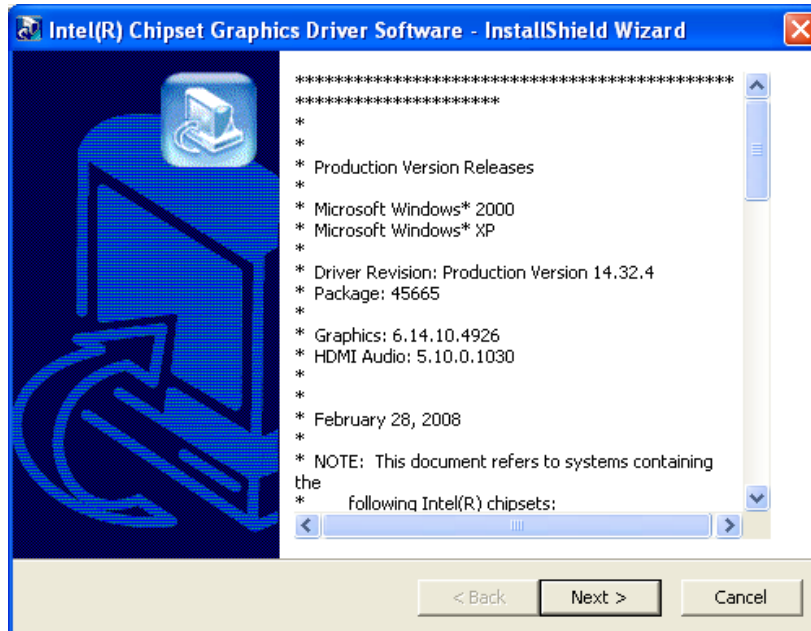 Intel(R) Chipset Graphics Driver Software - InstallShield Wizard
*********************************************
*********************
*
*
* Production Version Releases
*
* Microsoft Windows* 2000
* Microsoft Windows* XP
*
* Driver Revision: Production Version 14.32.4
* Package: 45665
*
* Graphics: 6.14.10.4926
* HDMI Audio: 5.10.0.1030
*
*
* February 28, 2008
*
* NOTE: This document refers to systems containing
the
* following Intel(R) chipsets:
< Back
Next >
Cancel